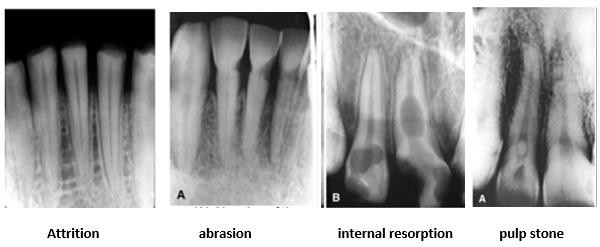 A
B
A
Attrition
abrasion
internal resorption
pulp stone